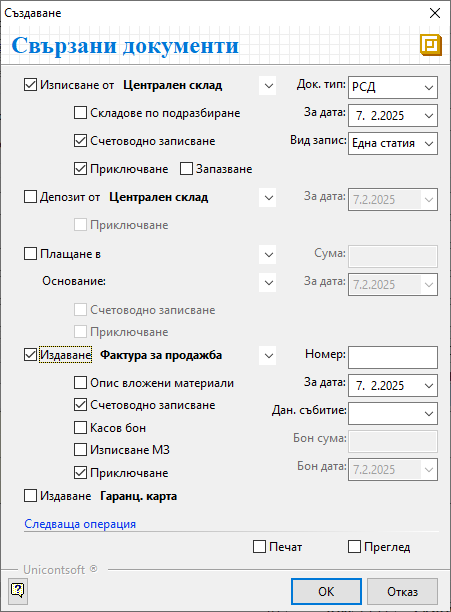 Създаване
Свързани документи
Изписване от Централен склад Док. тип: РСД
Складове по подразбиране За дата: 7. 2.2025
Счетоводно записване Вид запис: Една статия
Приключване Запазване
Депозит от Централен склад За дата: 7.2.2025
Приключване
Плащане в Сума:
Основание: За дата: 7.2.2025
Счетоводно записване
Приключване
Издаване Фактура за продажба Номер:
Опис вложени материали За дата: 7. 2.2025
Счетоводно записване Дан. събитие:
Касов бон Бон сума:
Изписване МЗ
Приключване Бон дата: 7.2.2025
Издаване Гаранц. карта
Следваща операция
Печат Преглед
Unicontsoft ®
? OK Отказ